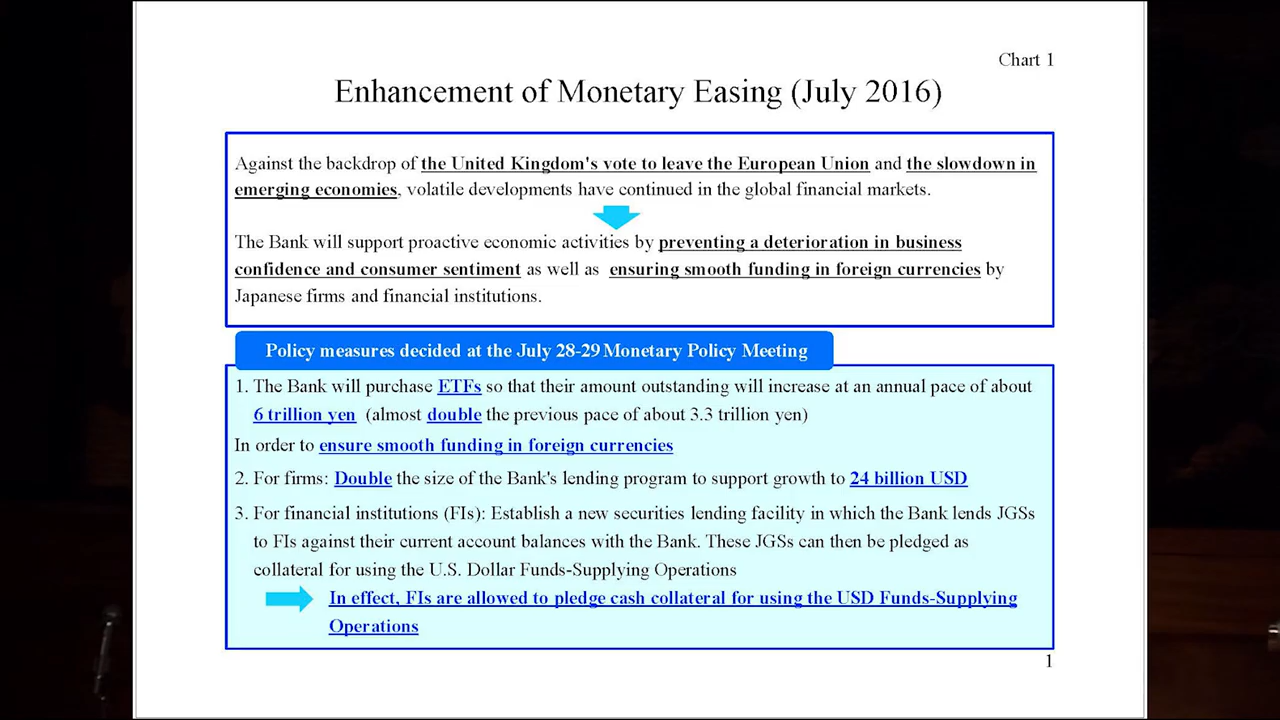 Chart 1
Enhancement of Monetary Easing (July 2016)
Against the backdrop of the United Kingdom's vote to leave the European Union and the slowdown in
emerging economies, volatile developments have continued in the global financial markets.
The Bank will support proactive economic activities by preventing a deterioration in business
confidence and consumer sentiment as well as ensuring smooth funding in foreign currencies by
Japanese firms and financial institutions.
Policy measures decided at the July 28-29 Monetary Policy Meeting
1. The Bank will purchase ETFs so that their amount outstanding will increase at an annual pace of about
6 trillion yen (almost double the previous pace of about 3.3 trillion yen)
In order to ensure smooth funding in foreign currencies
2. For firms: Double the size of the Bank's lending program to support growth to 24 billion USD
3. For financial institutions (FIs): Establish a new securities lending facility in which the Bank lends JGSs
to FIs against their current account balances with the Bank. These JGSs can then be pledged as
collateral for using the U.S. Dollar Funds-Supplying Operations
In effect, FIs are allowed to pledge cash collateral for using the USD Funds-Supplying
Operations
1